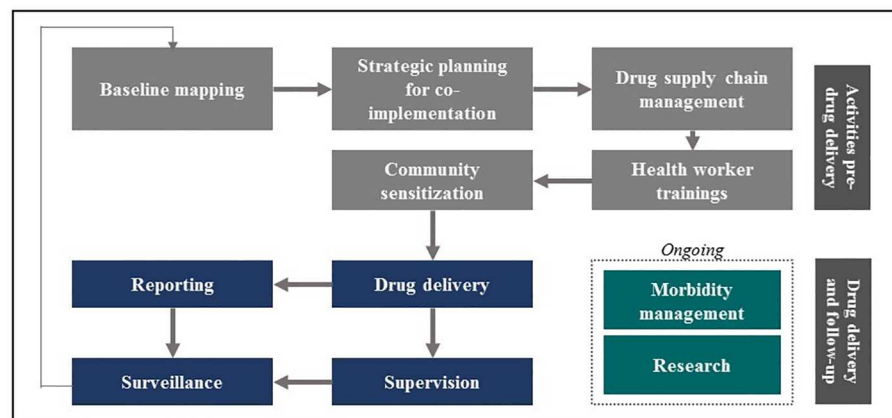 Baseline mapping
Strategic planning
for co-
implementation
Drug supply chain
management
Activities pre-
drug delivery
Community
sensitization
Health worker
trainings
Ongoing
Reporting
Drug delivery
Morbidity
management
Drug delivery
and follow-up
Research
Surveillance
Supervision